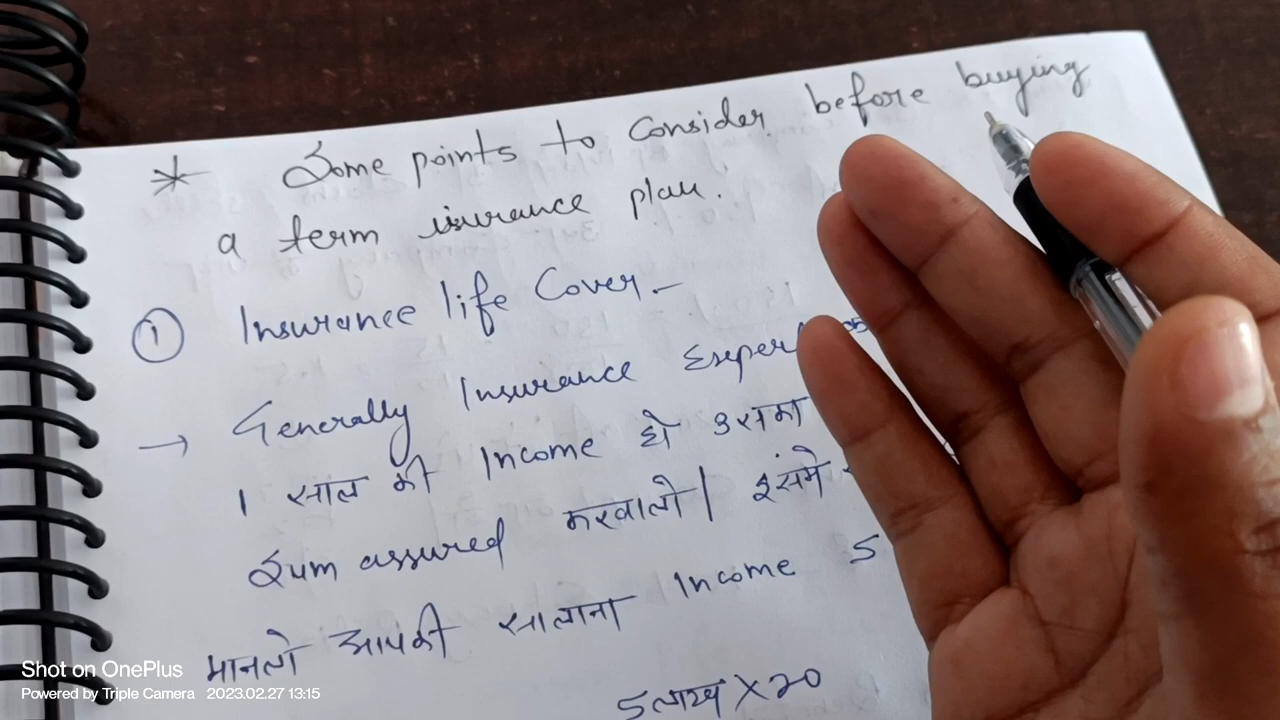 * Some points to consider before buying
a term insurance plan.
① Insurance life Cover. –
→ Generally Insurance
1 साल की Income हो उसका
Sum assured करवालो। इसमे
मानलो आपकी सालाना Income 5
5 लाख X 20
Shot on OnePlus
Powered by Triple Camera 2023.02.27 13:15